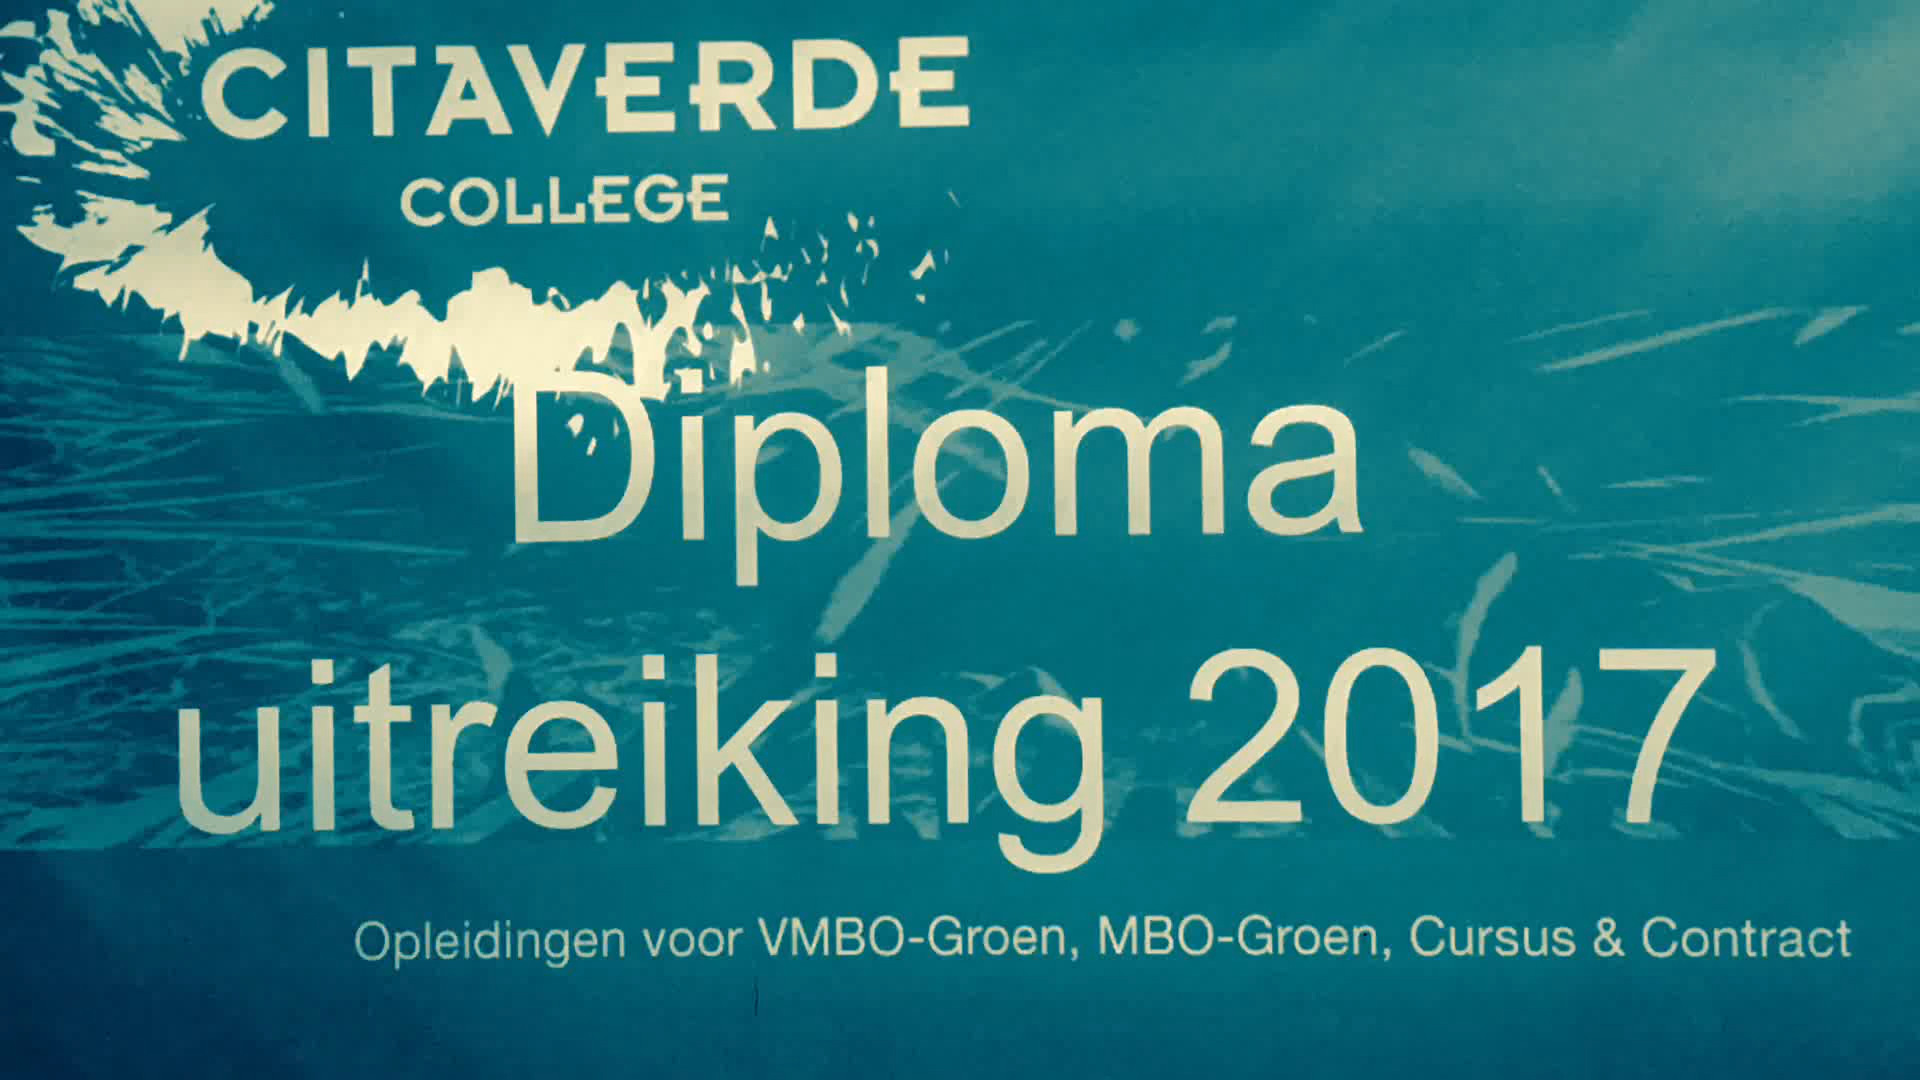 CITAVERDE
COLLEGE
Diploma
uitreiking 2017
Opleidingen voor VMBO-Groen, MBO-Groen, Cursus & Contract